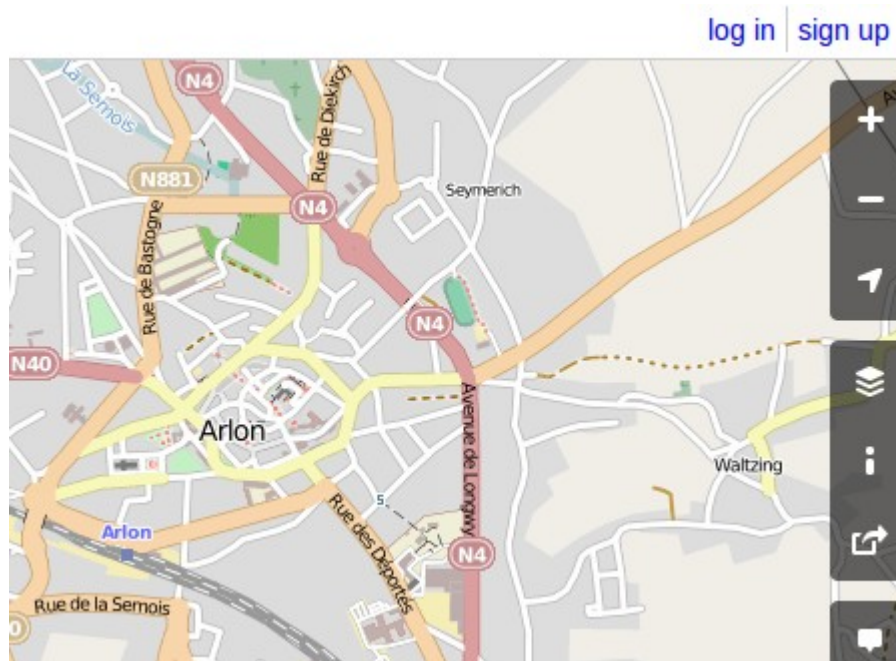 log in
sign up
N4
La Semois
Rue de Diekirch
N881
Seymerich
N4
Rue de Bastogne
N4
N40
Arlon
Avenue de Longwy
Waltzing
5
Rue des Déportés
Arlon
N4
Rue de la Semois